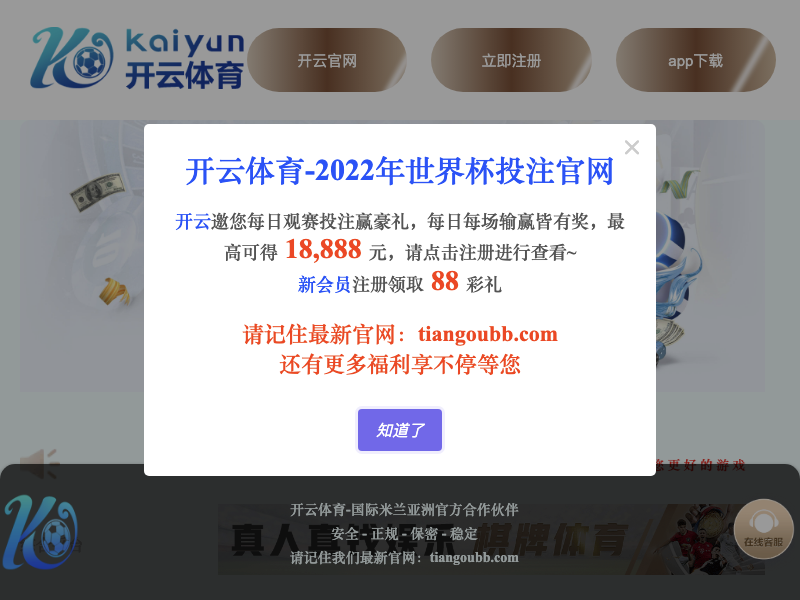 kaiyun
开云体育
开云官网
立即注册
app下载
×
开云体育-2022年世界杯投注官网
开云邀您每日观赛投注赢豪礼，每日每场输赢皆有奖，最
高可得 18,888 元，请点击注册进行查看~
新会员注册领取 88 彩礼
请记住最新官网：tiangoubb.com
还有更多福利享不停等您
知道了
您更好的游戏
开云体育-国际米兰亚洲官方合作伙伴
安全 - 正规 - 保密 - 稳定
请记住我们最新官网：tiangoubb.com
棋牌体育
在线客服